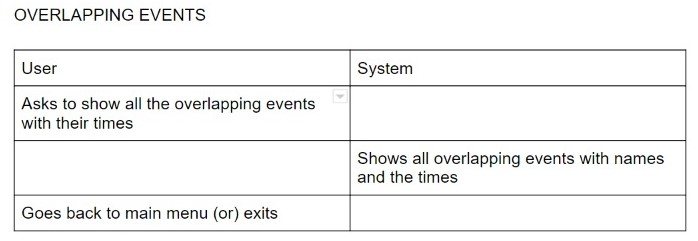 OVERLAPPING EVENTS
User
System
Asks to show all the overlapping events
with their times
Shows all overlapping events with names
and the times
Goes back to main menu (or) exits